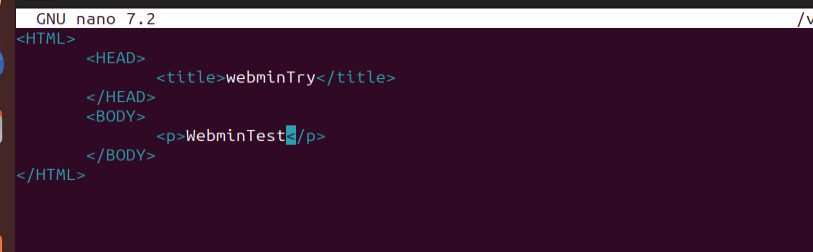 GNU nano 7.2 /v
<HTML>
<HEAD>
<title>webminTry</title>
</HEAD>
<BODY>
<p>WebminTest</p>
</BODY>
</HTML>